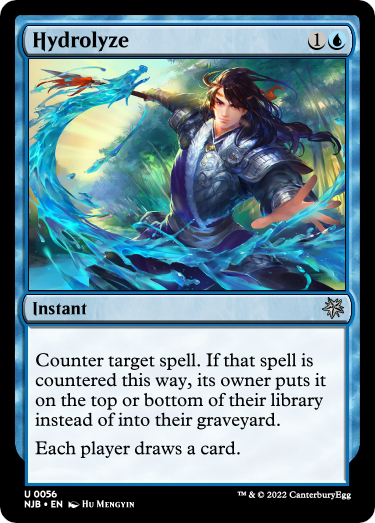 Hydrolyze 1
Instant
Counter target spell. If that spell is
countered this way, its owner puts it
on the top or bottom of their library
instead of into their graveyard.
Each player draws a card.
U 0056
NJB • EN Hu Mengyin
™ & © 2022 CanterburyEgg